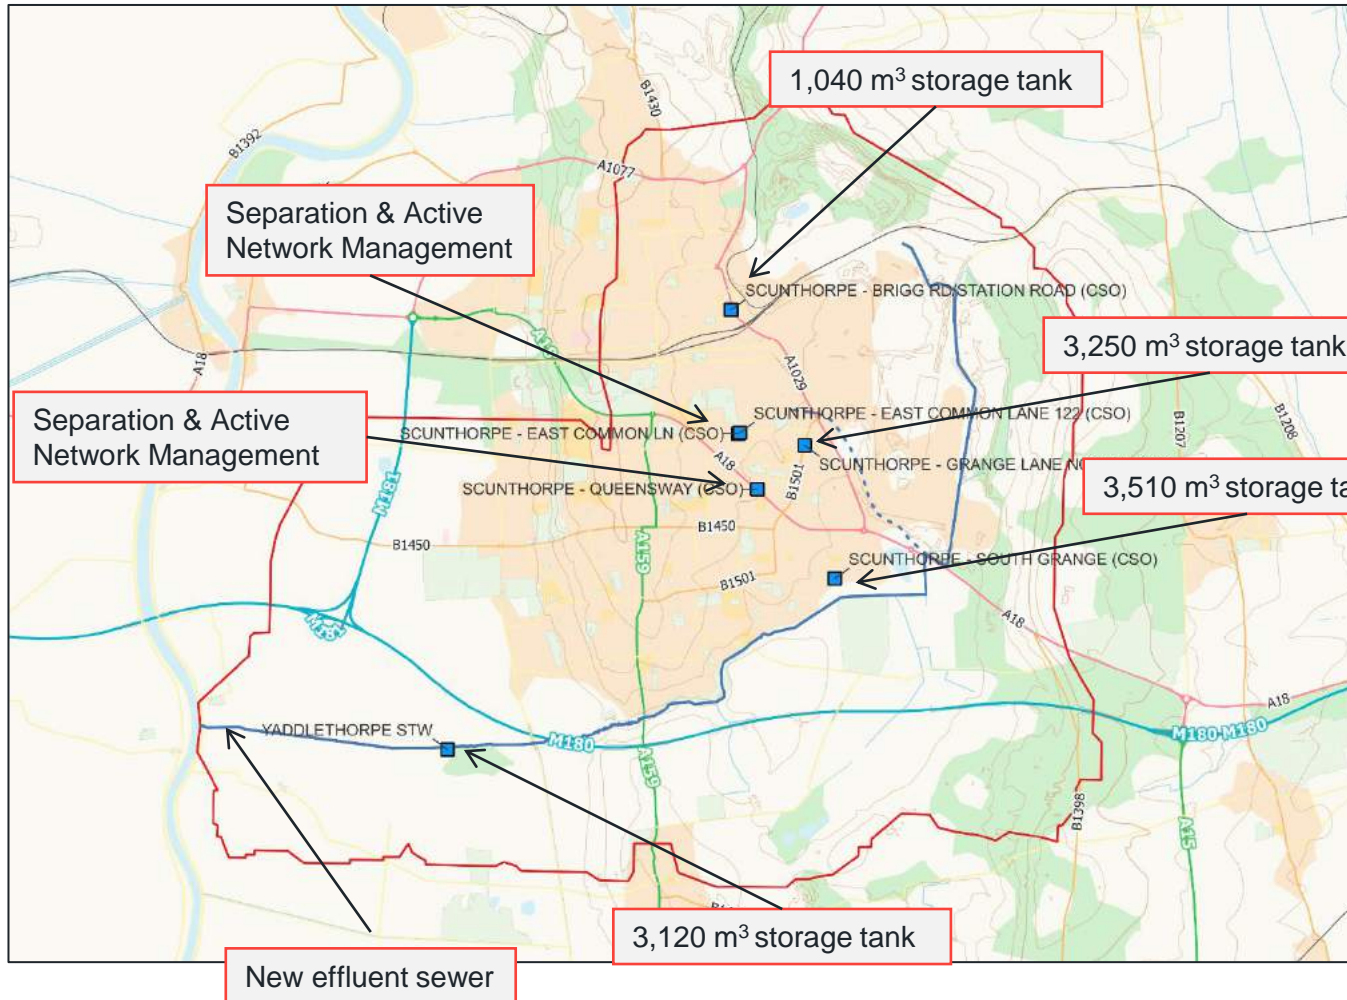 1,040 m³ storage tank
B1430
B1392
A1077
Separation & Active
Network Management
SCUNTHORPE - BRIGG RD/STATION ROAD (CSO)
3,250 m³ storage tank
A18
A1029
Separation & Active
Network Management
SCUNTHORPE - EAST COMMON LANE 122 (CSO)
SCUNTHORPE - EAST COMMON LN (CSO)
B1207
B1208
A18
B1501
SCUNTHORPE - GRANGE LANE
M181
SCUNTHORPE - QUEENSWAY (CSO)
3,510 m³ storage
B1450
B1450
A1159
SCUNTHORPE - SOUTH GRANGE (CSO)
B1501
M181
A18
A18
YADDLETHORPE STW
M180
M180 M180
A159
B1398
A15
3,120 m³ storage tank
New effluent sewer